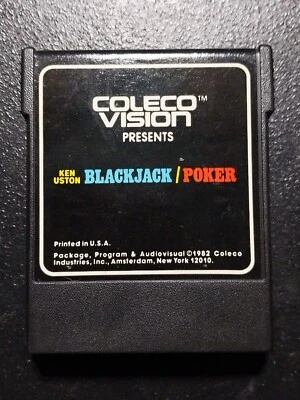 COLECO™
VISION
PRESENTS
KEN USTON BLACKJACK/POKER
Printed in U.S.A.
Package, Program & Audiovisual ©1982 Coleco
Industries, Inc., Amsterdam, New York 12010.